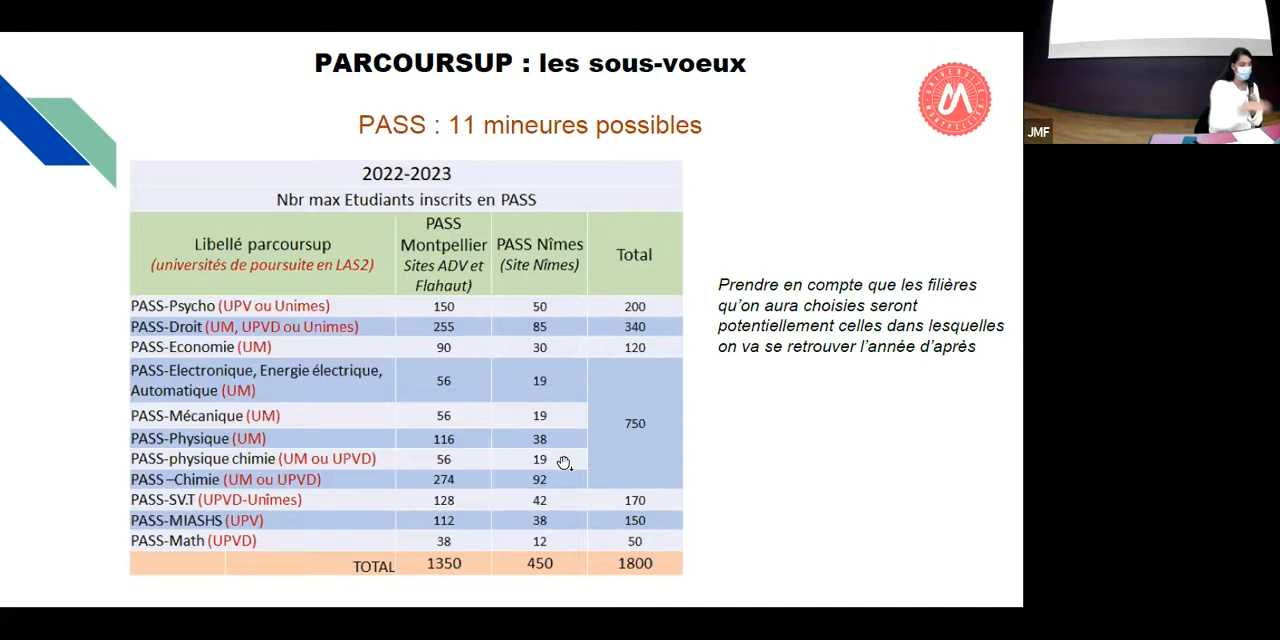 PARCOURSUP : les sous-voeux
UNIVERSITÉ MONTPELLIER
PASS : 11 mineures possibles
2022-2023
Nbr max Etudiants inscrits en PASS
Libellé parcoursup
(universités de poursuite en LAS2)
PASS
Montpellier
Sites ADV et
Flahaut)
PASS Nîmes
(Site Nîmes)
Total
PASS-Psycho (UPV ou Unimes) 150 50 200
PASS-Droit (UM, UPVD ou Unimes) 255 85 340
PASS-Economie (UM) 90 30 120
PASS-Electronique, Energie électrique,
Automatique (UM) 56 19
PASS-Mécanique (UM) 56 19
750
PASS-Physique (UM) 116 38
PASS-physique chimie (UM ou UPVD) 56 19
PASS –Chimie (UM ou UPVD) 274 92
PASS-SV.T (UPVD-Unîmes) 128 42 170
PASS-MIASHS (UPV) 112 38 150
PASS-Math (UPVD) 38 12 50
TOTAL 1350 450 1800
Prendre en compte que les filières
qu'on aura choisies seront
potentiellement celles dans lesquelles
on va se retrouver l'année d'après
JMF